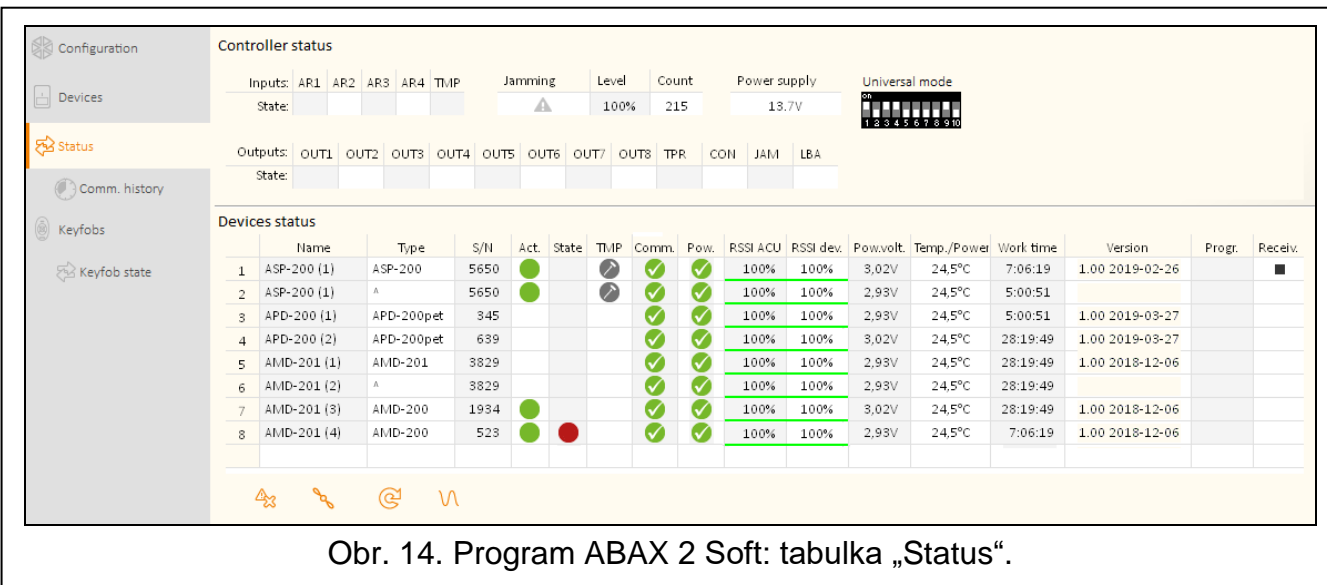 Configuration
Devices
Status
Comm. history
Keyfobs
Keyfob state
Controller status
Inputs: AR1 AR2 AR3 AR4 TMP Jamming Level Count Power supply Universal mode
State: 100% 215 13.7V
on
1 2 3 4 5 6 7 8 9 10
Outputs: OUT1 OUT2 OUT3 OUT4 OUT5 OUT6 OUT7 OUT8 TPR CON JAM LBA
State:
Devices status
Name Type S/N Act. State TMP Comm. Pow. RSSI ACU RSSI dev. Pow.volt. Temp./Power Work time Version Progr. Receiv.
1 ASP-200 (1) ASP-200 5650 100% 100% 3,02V 24,5°C 7:06:19 1.00 2019-02-26
2 ASP-200 (1) ^ 5650 100% 100% 2,93V 24,5°C 5:00:51
3 APD-200 (1) APD-200pet 345 100% 100% 2,93V 24,5°C 5:00:51 1.00 2019-03-27
4 APD-200 (2) APD-200pet 639 100% 100% 3,02V 24,5°C 28:19:49 1.00 2019-03-27
5 AMD-201 (1) AMD-201 3829 100% 100% 2,93V 24,5°C 28:19:49 1.00 2018-12-06
6 AMD-201 (2) ^ 3829 100% 100% 2,93V 24,5°C 28:19:49
7 AMD-201 (3) AMD-200 1934 100% 100% 3,02V 24,5°C 28:19:49 1.00 2018-12-06
8 AMD-201 (4) AMD-200 523 100% 100% 2,93V 24,5°C 7:06:19 1.00 2018-12-06
Obr. 14. Program ABAX 2 Soft: tabulka „Status“.